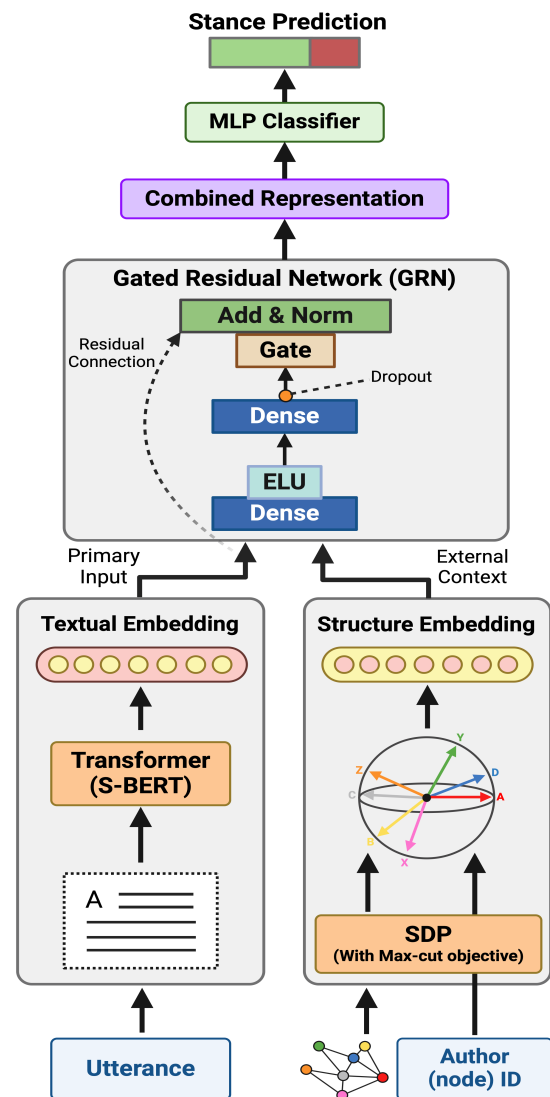 Stance Prediction
MLP Classifier
Combined Representation
Gated Residual Network (GRN)
Add & Norm
Residual
Connection
Gate
Dropout
Dense
ELU
Dense
Primary
Input
External
Context
Textual Embedding
Structure Embedding
Transformer
(S-BERT)
Y
Z
D
C
A
B
X
A
SDP
(With Max-cut objective)
Utterance
Author
(node) ID